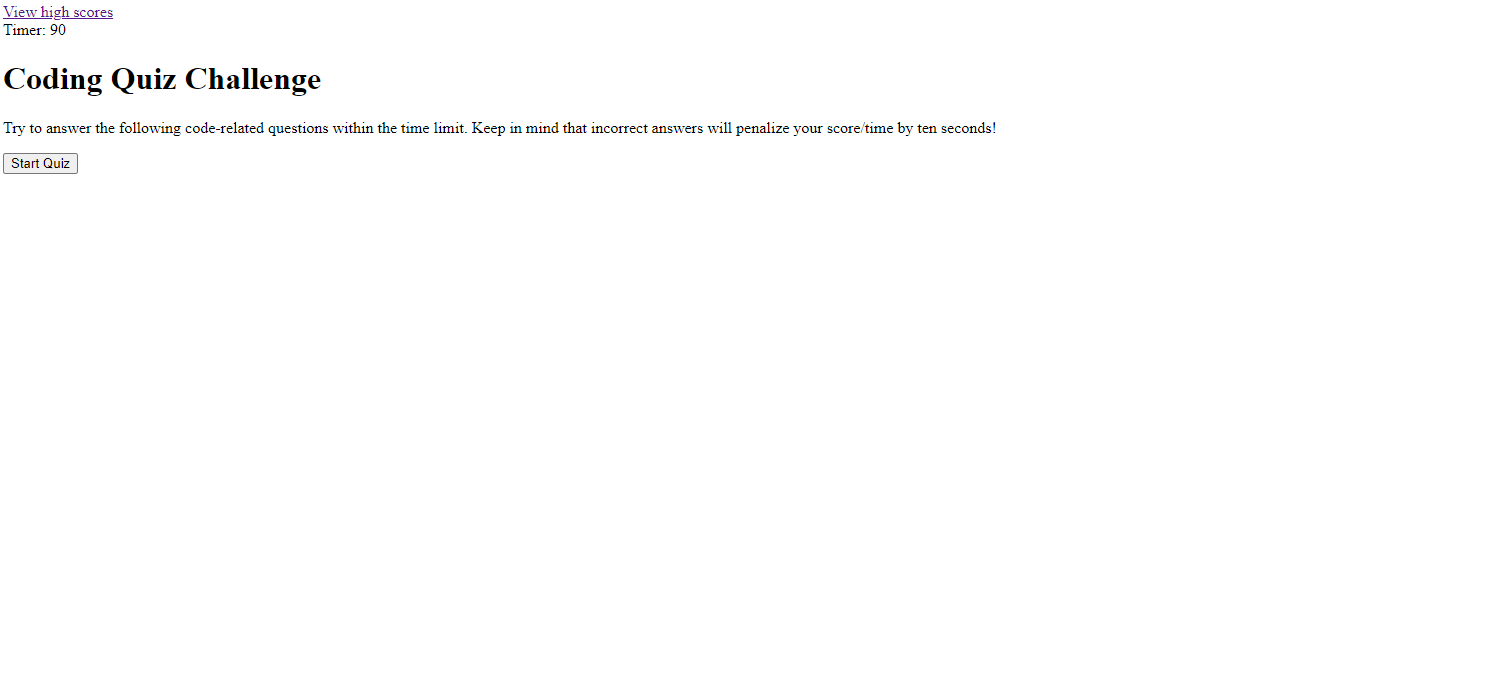 View high scores
Timer: 90
Coding Quiz Challenge
Try to answer the following code-related questions within the time limit. Keep in mind that incorrect answers will penalize your score/time by ten seconds!
Start Quiz